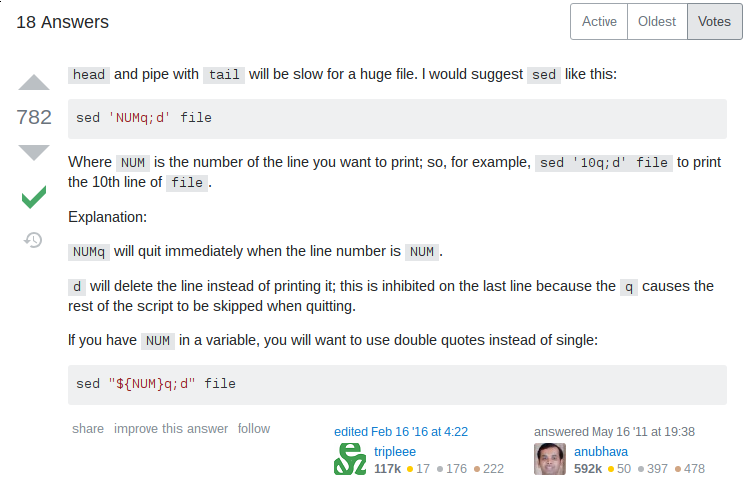 18 Answers
Active Oldest Votes
head and pipe with tail will be slow for a huge file. I would suggest sed like this:
782
sed 'NUMq;d' file
Where NUM is the number of the line you want to print; so, for example, sed '10q;d' file to print
the 10th line of file.
Explanation:
NUMq will quit immediately when the line number is NUM.
d will delete the line instead of printing it; this is inhibited on the last line because the q causes the
rest of the script to be skipped when quitting.
If you have NUM in a variable, you will want to use double quotes instead of single:
sed "${NUM}q;d" file
share improve this answer follow
edited Feb 16 '16 at 4:22
tripleee
117k 17 176 222
answered May 16 '11 at 19:38
anubhava
592k 50 397 478